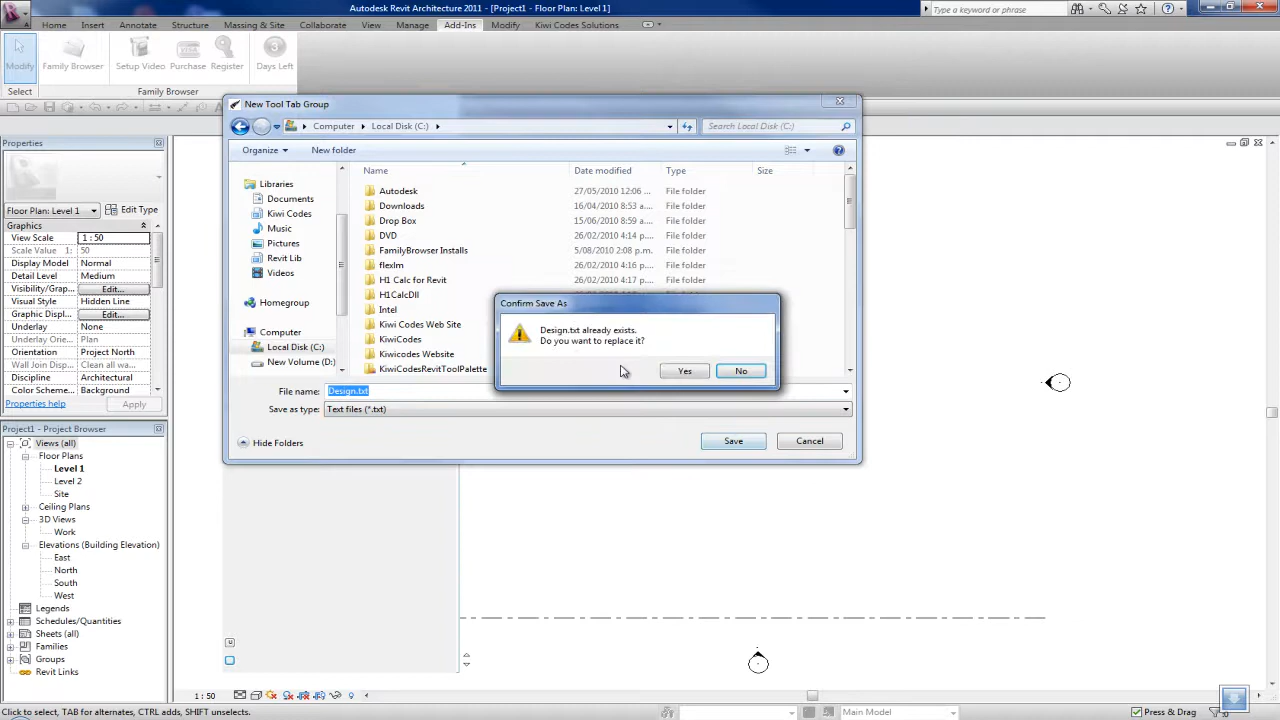 Autodesk Revit Architecture 2011 - [Project1 - Floor Plan: Level 1]
Type a keyword or phrase
Home Insert Annotate Structure Massing & Site Collaborate View Manage Add-Ins Modify Kiwi Codes Solutions
Modify Family Browser Setup Video Purchase Register Days Left
3
Select Family Browser
New Tool Tab Group
Computer Local Disk (C:) Search Local Disk (C:)
Organize New folder
Name Date modified Type Size
Libraries
Documents
Kiwi Codes
Music
Pictures
Revit Lib
Videos
Homegroup
Computer
Local Disk (C:)
New Volume (D:)
Autodesk 27/05/2010 12:06 ... File folder
Downloads 16/04/2010 8:53 a.... File folder
Drop Box 15/06/2010 8:59 a.... File folder
DVD 26/02/2010 4:14 p.... File folder
FamilyBrowser Installs 5/08/2010 2:08 p.m. File folder
flexlm 26/02/2010 4:16 p.... File folder
H1 Calc for Revit 26/02/2010 4:17 p.... File folder
H1CalcDll
Intel
Kiwi Codes Web Site
KiwiCodes
Kiwicodes Website
KiwiCodesRevitToolPalette
Confirm Save As
Design.txt already exists.
Do you want to replace it?
Yes No
File name: Design.txt
Save as type: Text files (*.txt)
Hide Folders Save Cancel
Properties
Floor Plan: Level 1 Edit Type
Graphics
View Scale 1 : 50
Scale Value 1: 50
Display Model Normal
Detail Level Medium
Visibility/Grap... Edit...
Visual Style Hidden Line
Graphic Displ... Edit...
Underlay None
Underlay Orie... Plan
Orientation Project North
Wall Join Displ... Clean all wall joins
Discipline Architectural
Color Scheme... Background
Properties help Apply
Project1 - Project Browser
Views (all)
Floor Plans
Level 1
Level 2
Site
Ceiling Plans
3D Views
Work
Elevations (Building Elevation)
East
North
South
West
Legends
Schedules/Quantities
Sheets (all)
Families
Groups
Revit Links
1 : 50
Click to select, TAB for alternates, CTRL adds, SHIFT unselects.
Main Model
Press & Drag